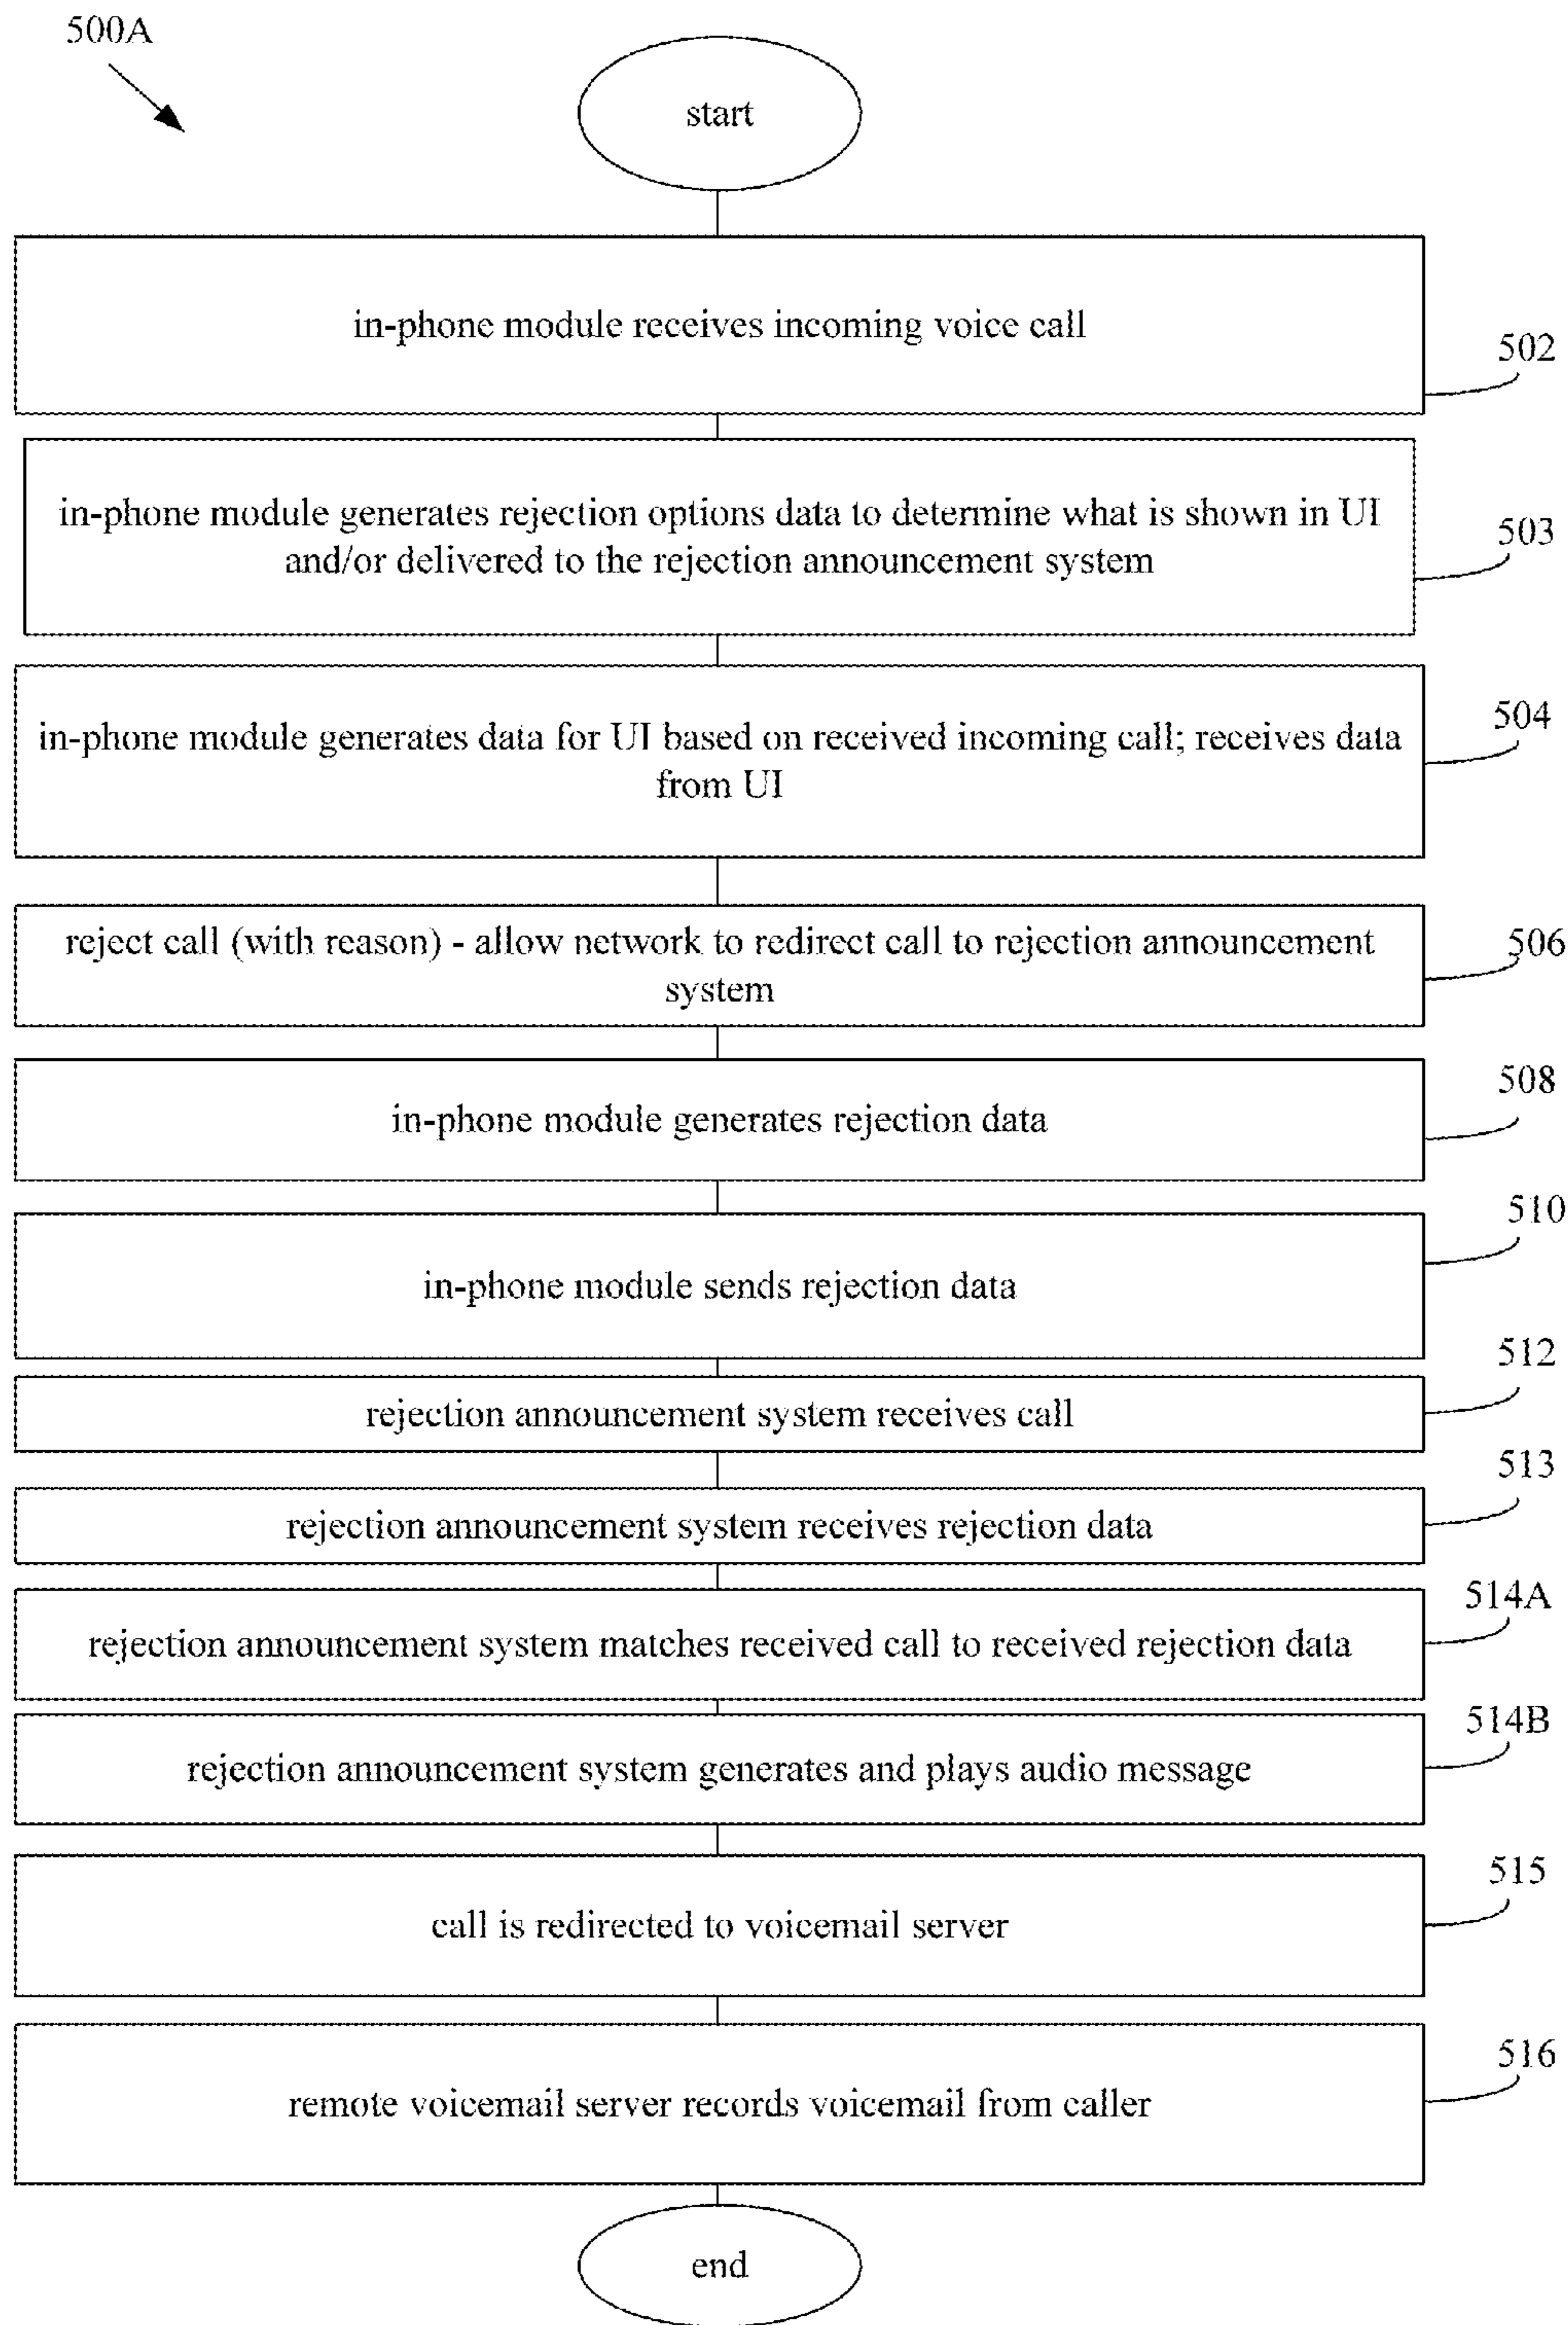 500A
start
in-phone module receives incoming voice call
502
in-phone module generates rejection options data to determine what is shown in UI
and/or delivered to the rejection announcement system
503
in-phone module generates data for UI based on received incoming call; receives data
from UI
504
reject call (with reason) - allow network to redirect call to rejection announcement
system
506
in-phone module generates rejection data
508
in-phone module sends rejection data
510
rejection announcement system receives call
512
rejection announcement system receives rejection data
513
rejection announcement system matches received call to received rejection data
514A
rejection announcement system generates and plays audio message
514B
call is redirected to voicemail server
515
remote voicemail server records voicemail from caller
516
end